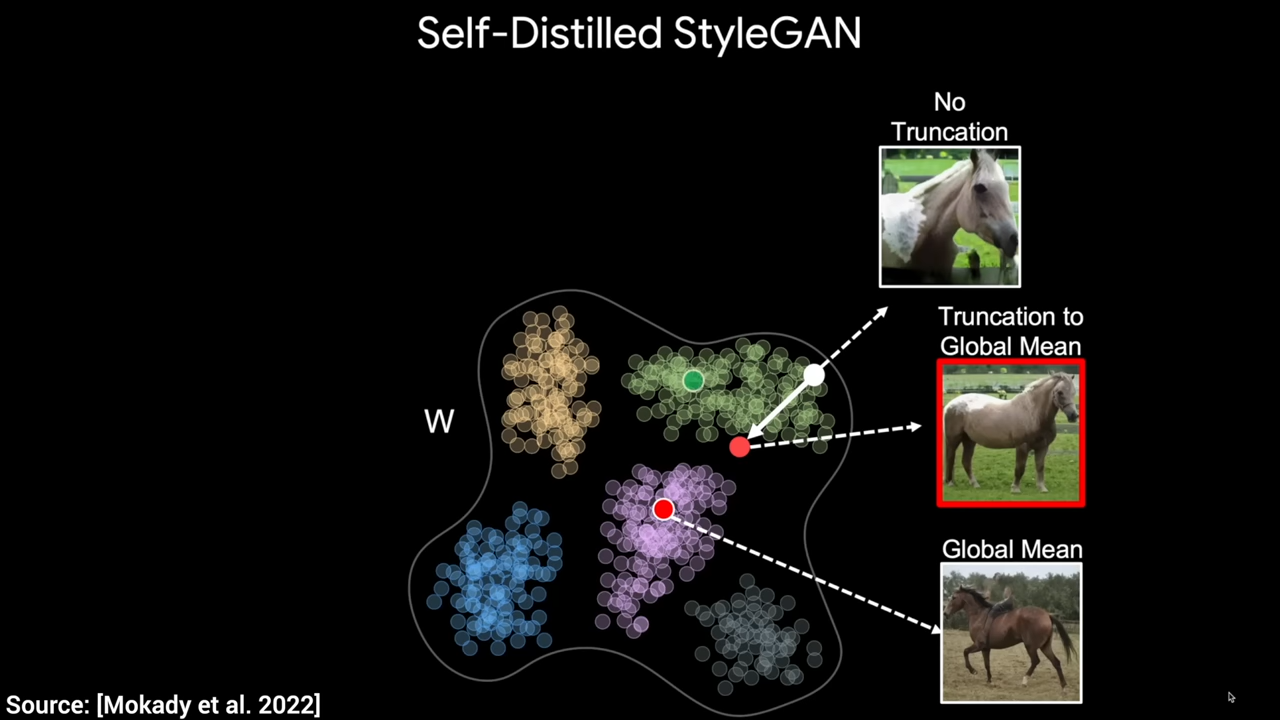 Self-Distilled StyleGAN
No
Truncation
Truncation to
Global Mean
W
Global Mean
Source: [Mokady et al. 2022]